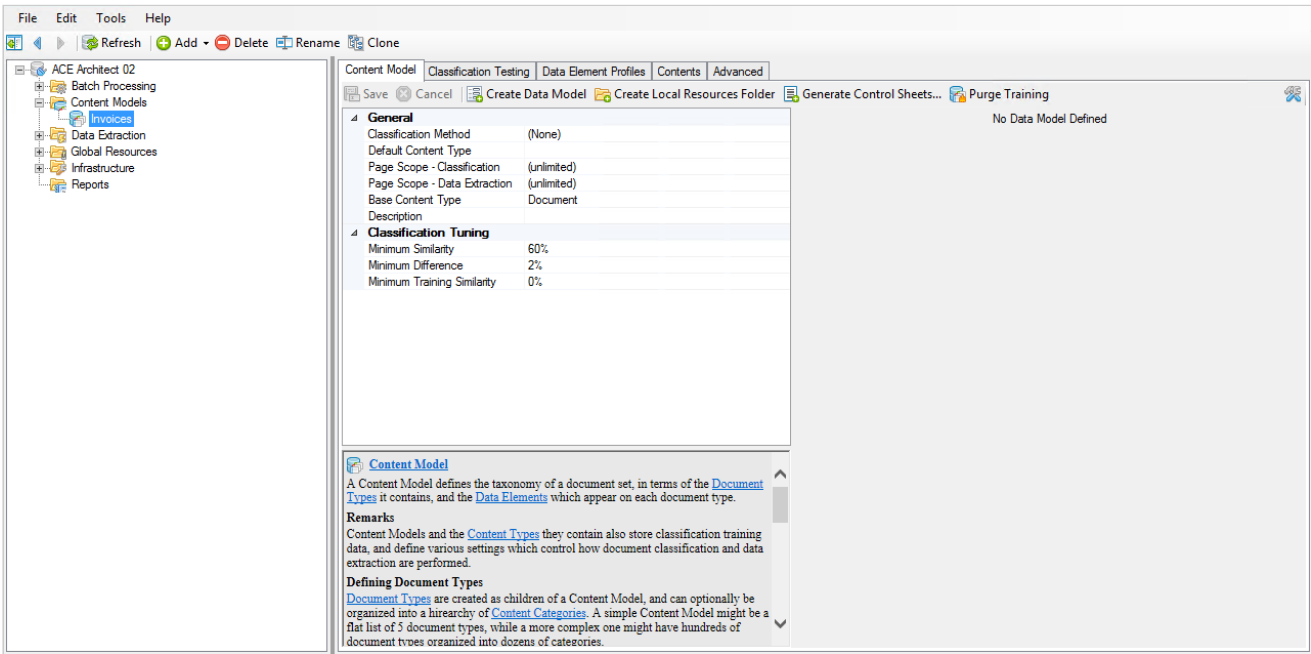 File Edit Tools Help
Refresh Add Delete Rename Clone
ACE Architect 02
Batch Processing
Content Models
Invoices
Data Extraction
Global Resources
Infrastructure
Reports
Content Model Classification Testing Data Element Profiles Contents Advanced
Save Cancel Create Data Model Create Local Resources Folder Generate Control Sheets... Purge Training
General
Classification Method (None)
Default Content Type
Page Scope - Classification (unlimited)
Page Scope - Data Extraction (unlimited)
Base Content Type Document
Description
Classification Tuning
Minimum Similarity 60%
Minimum Difference 2%
Minimum Training Similarity 0%
No Data Model Defined
Content Model
A Content Model defines the taxonomy of a document set, in terms of the Document
Types it contains, and the Data Elements which appear on each document type.
Remarks
Content Models and the Content Types they contain also store classification training
data, and define various settings which control how document classification and data
extraction are performed.
Defining Document Types
Document Types are created as children of a Content Model, and can optionally be
organized into a hirearchy of Content Categories. A simple Content Model might be a
flat list of 5 document types, while a more complex one might have hundreds of
document types organized into dozens of categories.